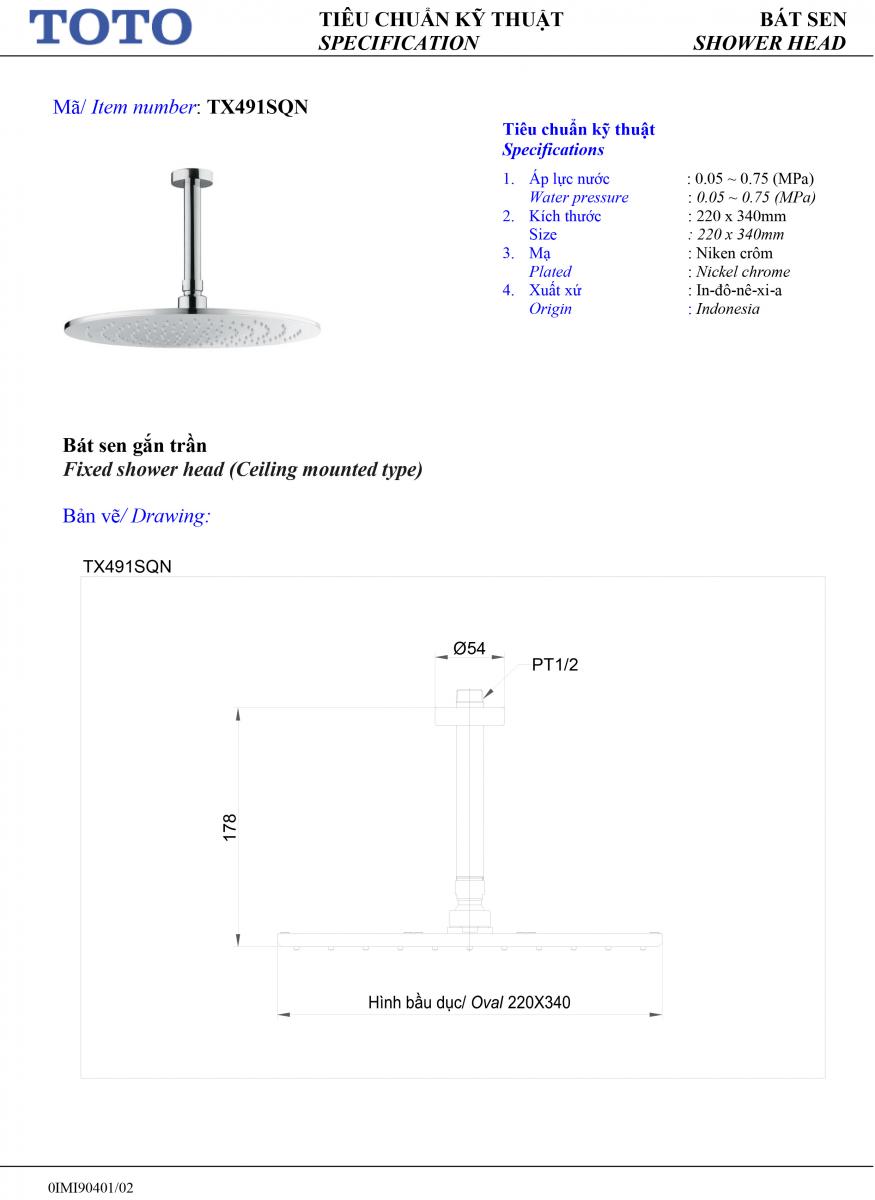 TOTO
TIÊU CHUẨN KỸ THUẬT
SPECIFICATION
BÁT SEN
SHOWER HEAD
Mã/ Item number: TX491SQN
Tiêu chuẩn kỹ thuật
Specifications
1. Áp lực nước : 0.05 ~ 0.75 (MPa)
Water pressure : 0.05 ~ 0.75 (MPa)
2. Kích thước : 220 x 340mm
Size : 220 x 340mm
3. Mạ : Niken crôm
Plated : Nickel chrome
4. Xuất xứ : In-đô-nê-xi-a
Origin : Indonesia
Bát sen gắn trần
Fixed shower head (Ceiling mounted type)
Bản vẽ/ Drawing:
TX491SQN
Ø54
PT1/2
178
Hình bầu dục/ Oval 220X340
0IMI90401/02